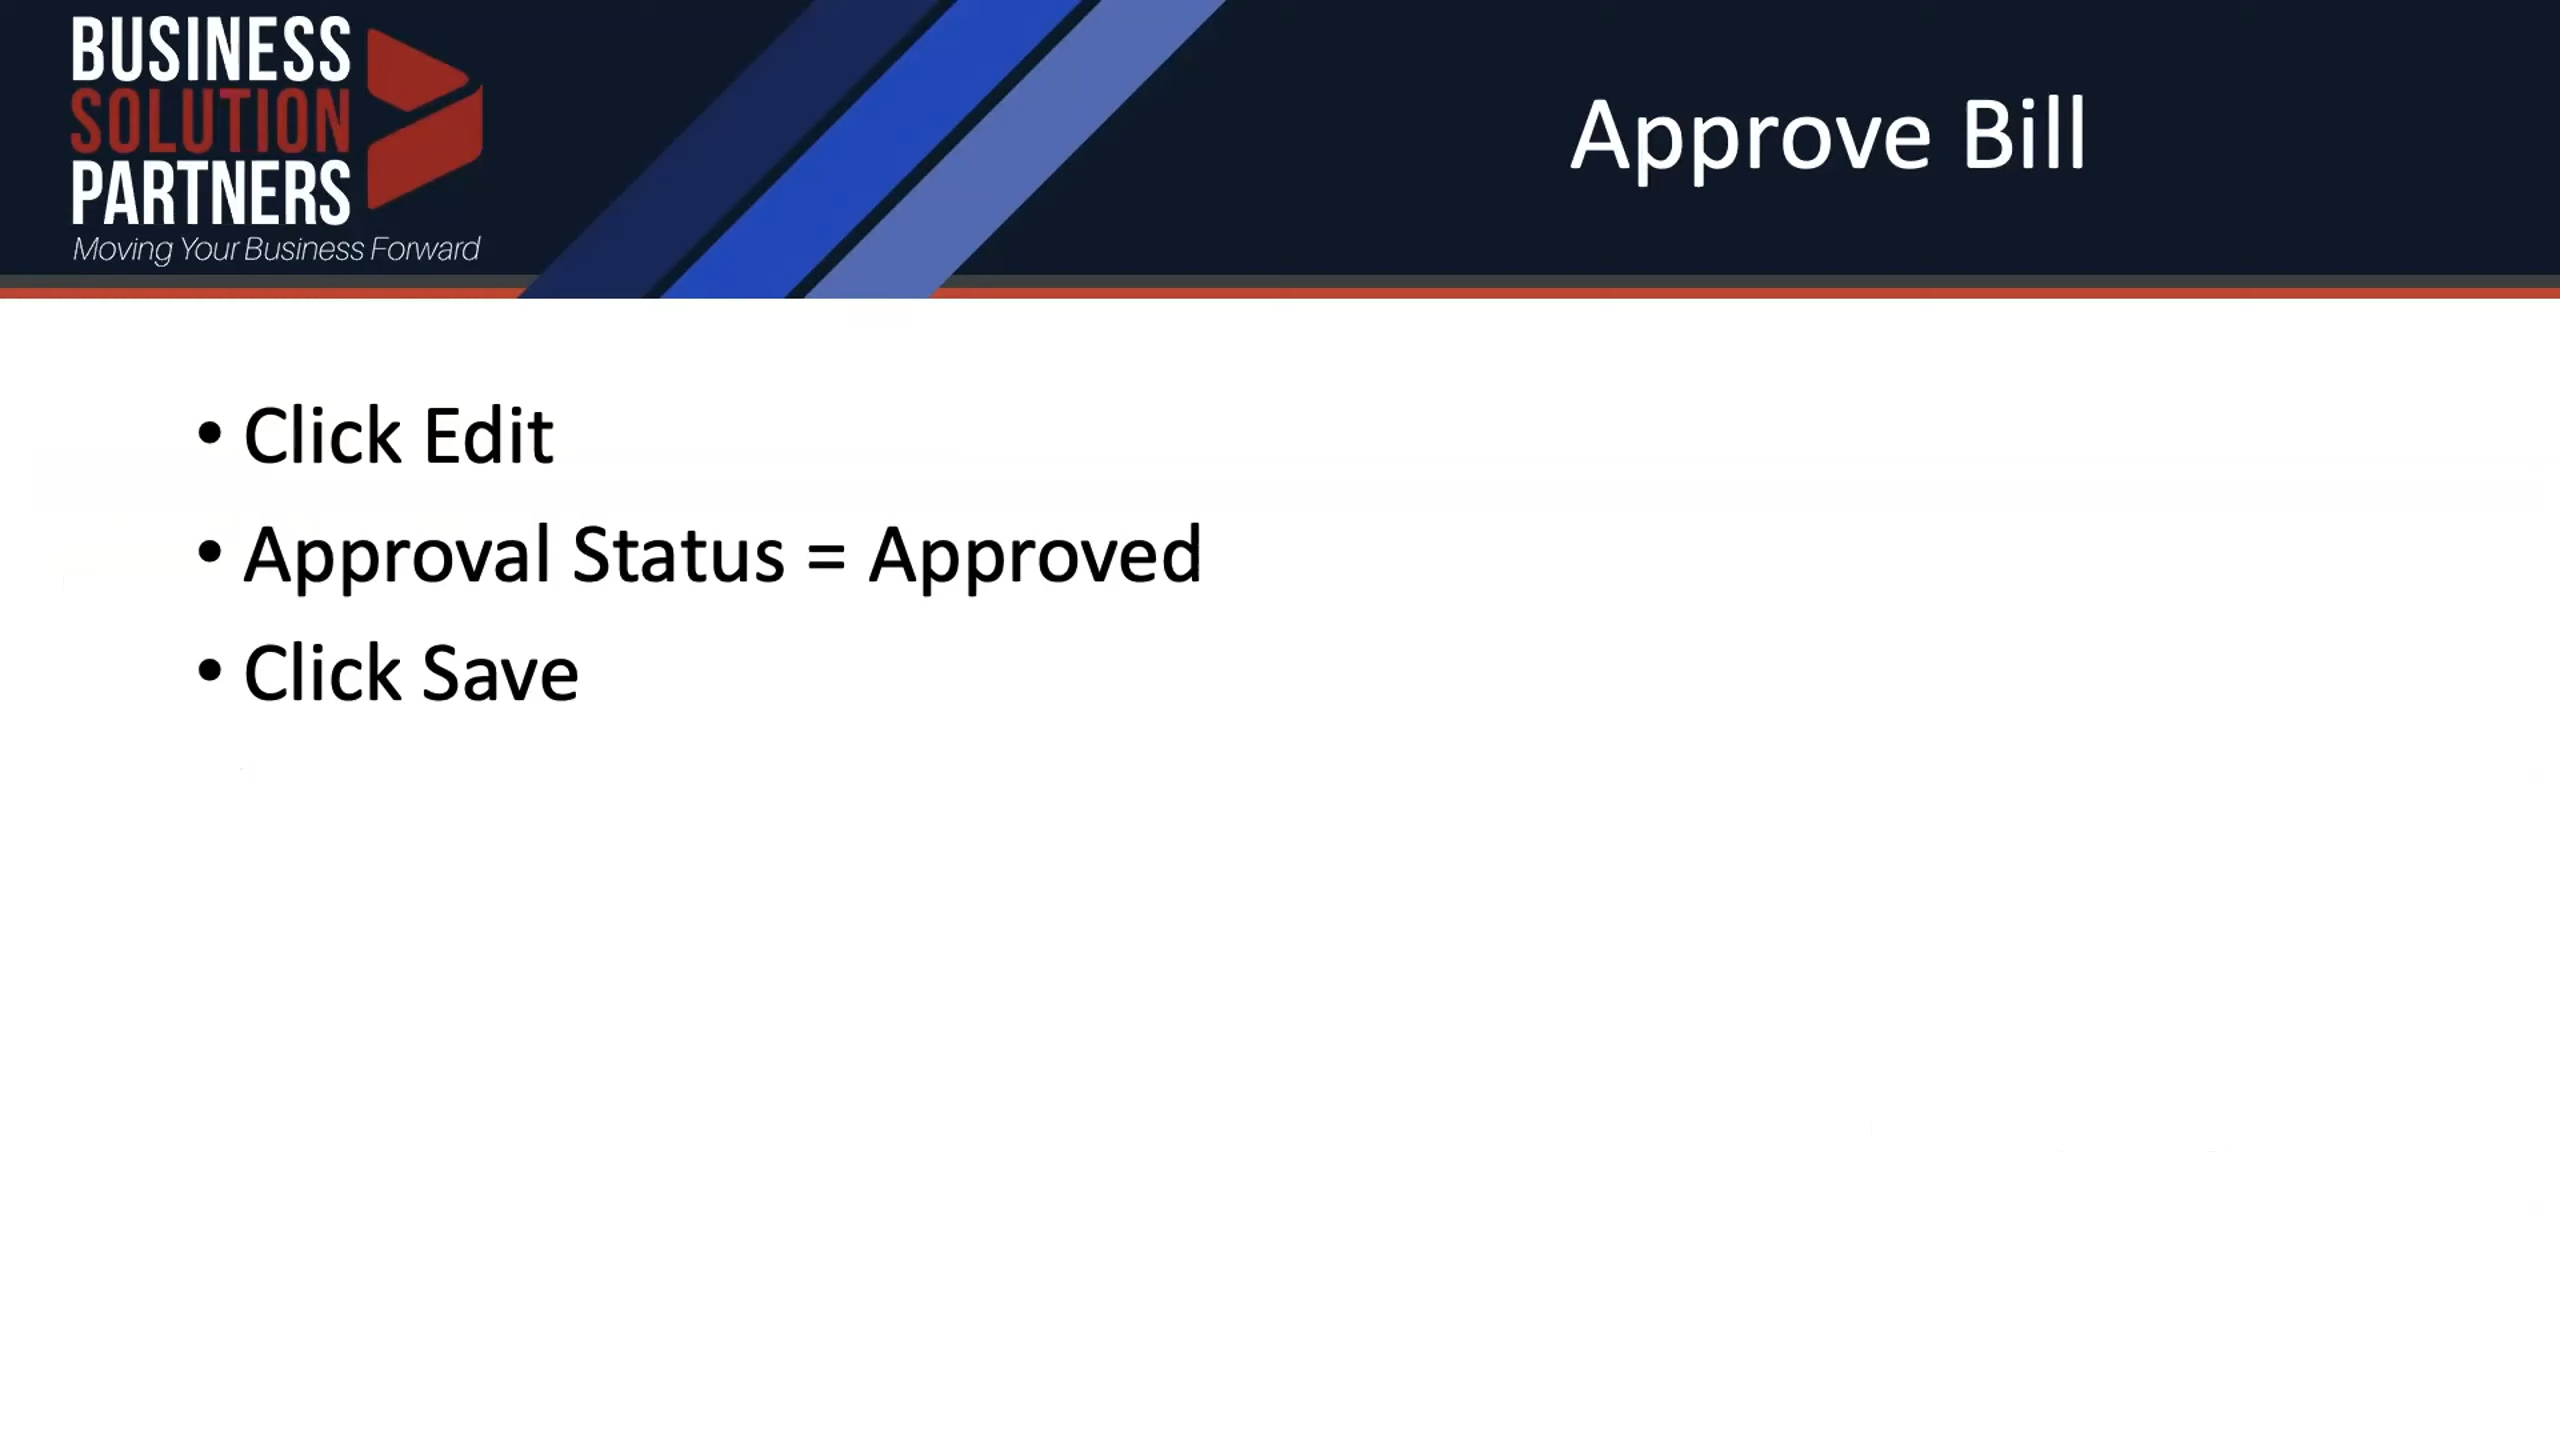 BUSINESS
SOLUTION
PARTNERS
Moving Your Business Forward
Approve Bill
• Click Edit
• Approval Status = Approved
• Click Save